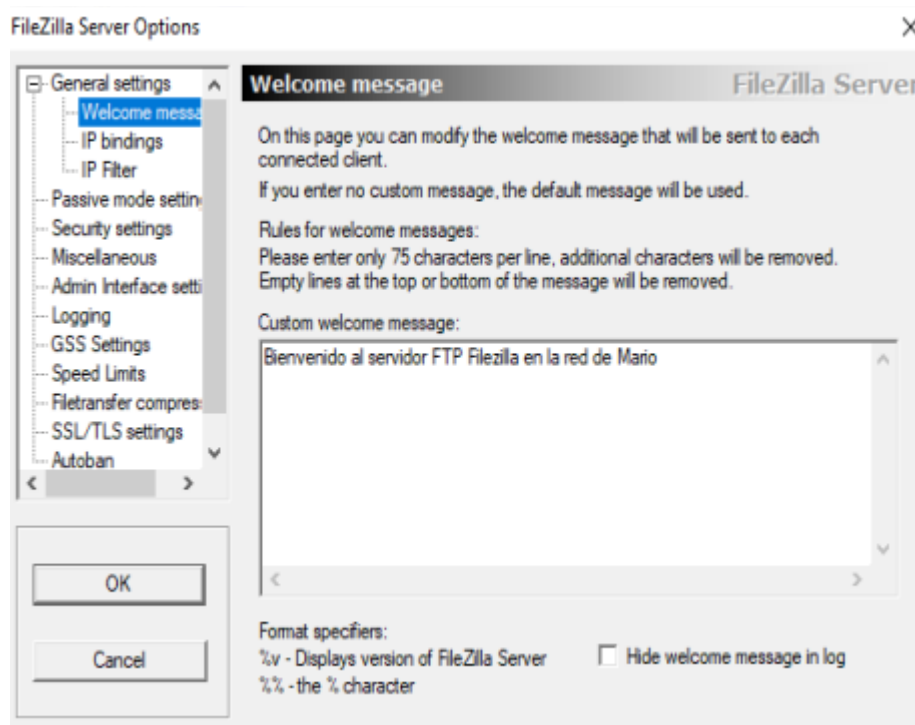 FileZilla Server Options
General settings
Welcome messa
IP bindings
IP Filter
Passive mode settin
Security settings
Miscellaneous
Admin Interface setti
Logging
GSS Settings
Speed Limits
Filetransfer compres
SSL/TLS settings
Autoban
OK
Cancel
Welcome message
FileZilla Server
On this page you can modify the welcome message that will be sent to each
connected client.
If you enter no custom message, the default message will be used.
Rules for welcome messages:
Please enter only 75 characters per line, additional characters will be removed.
Empty lines at the top or bottom of the message will be removed.
Custom welcome message:
Bienvenido al servidor FTP Filezilla en la red de Mario
Format specifiers:
%v - Displays version of FileZilla Server
%% - the % character
Hide welcome message in log